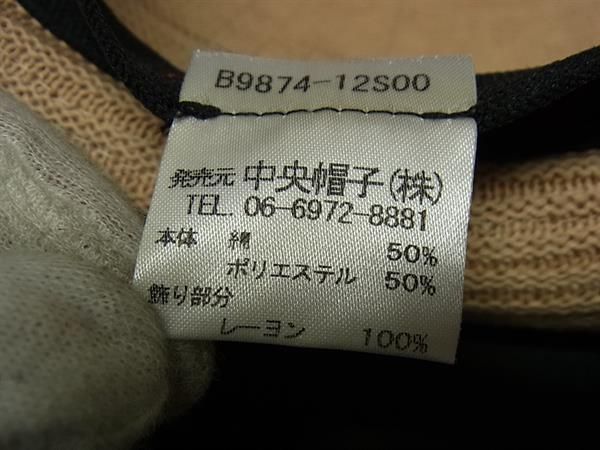 B9874-12S00
発売元 中央帽子(株)
TEL. 06-6972-8881
本体 綿 50%
ポリエステル 50%
飾り部分
レーヨン 100%